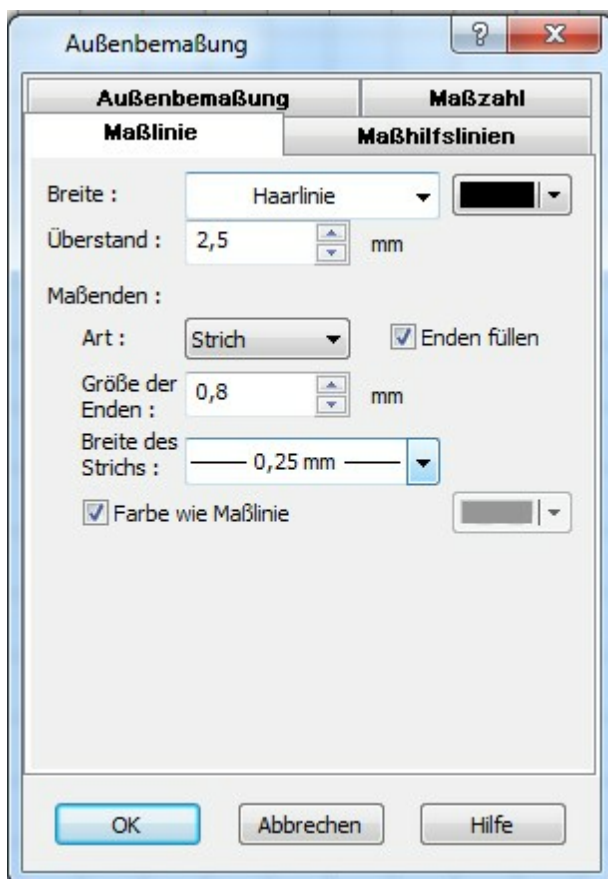 Außenbemaßung
Außenbemaßung Maßzahl
Maßlinie Maßhilfslinien
Breite : Haarlinie
Überstand : 2,5 mm
Maßenden :
Art : Strich Enden füllen
Größe der
Enden : 0,8 mm
Breite des
Strichs : 0,25 mm
Farbe wie Maßlinie
OK Abbrechen Hilfe